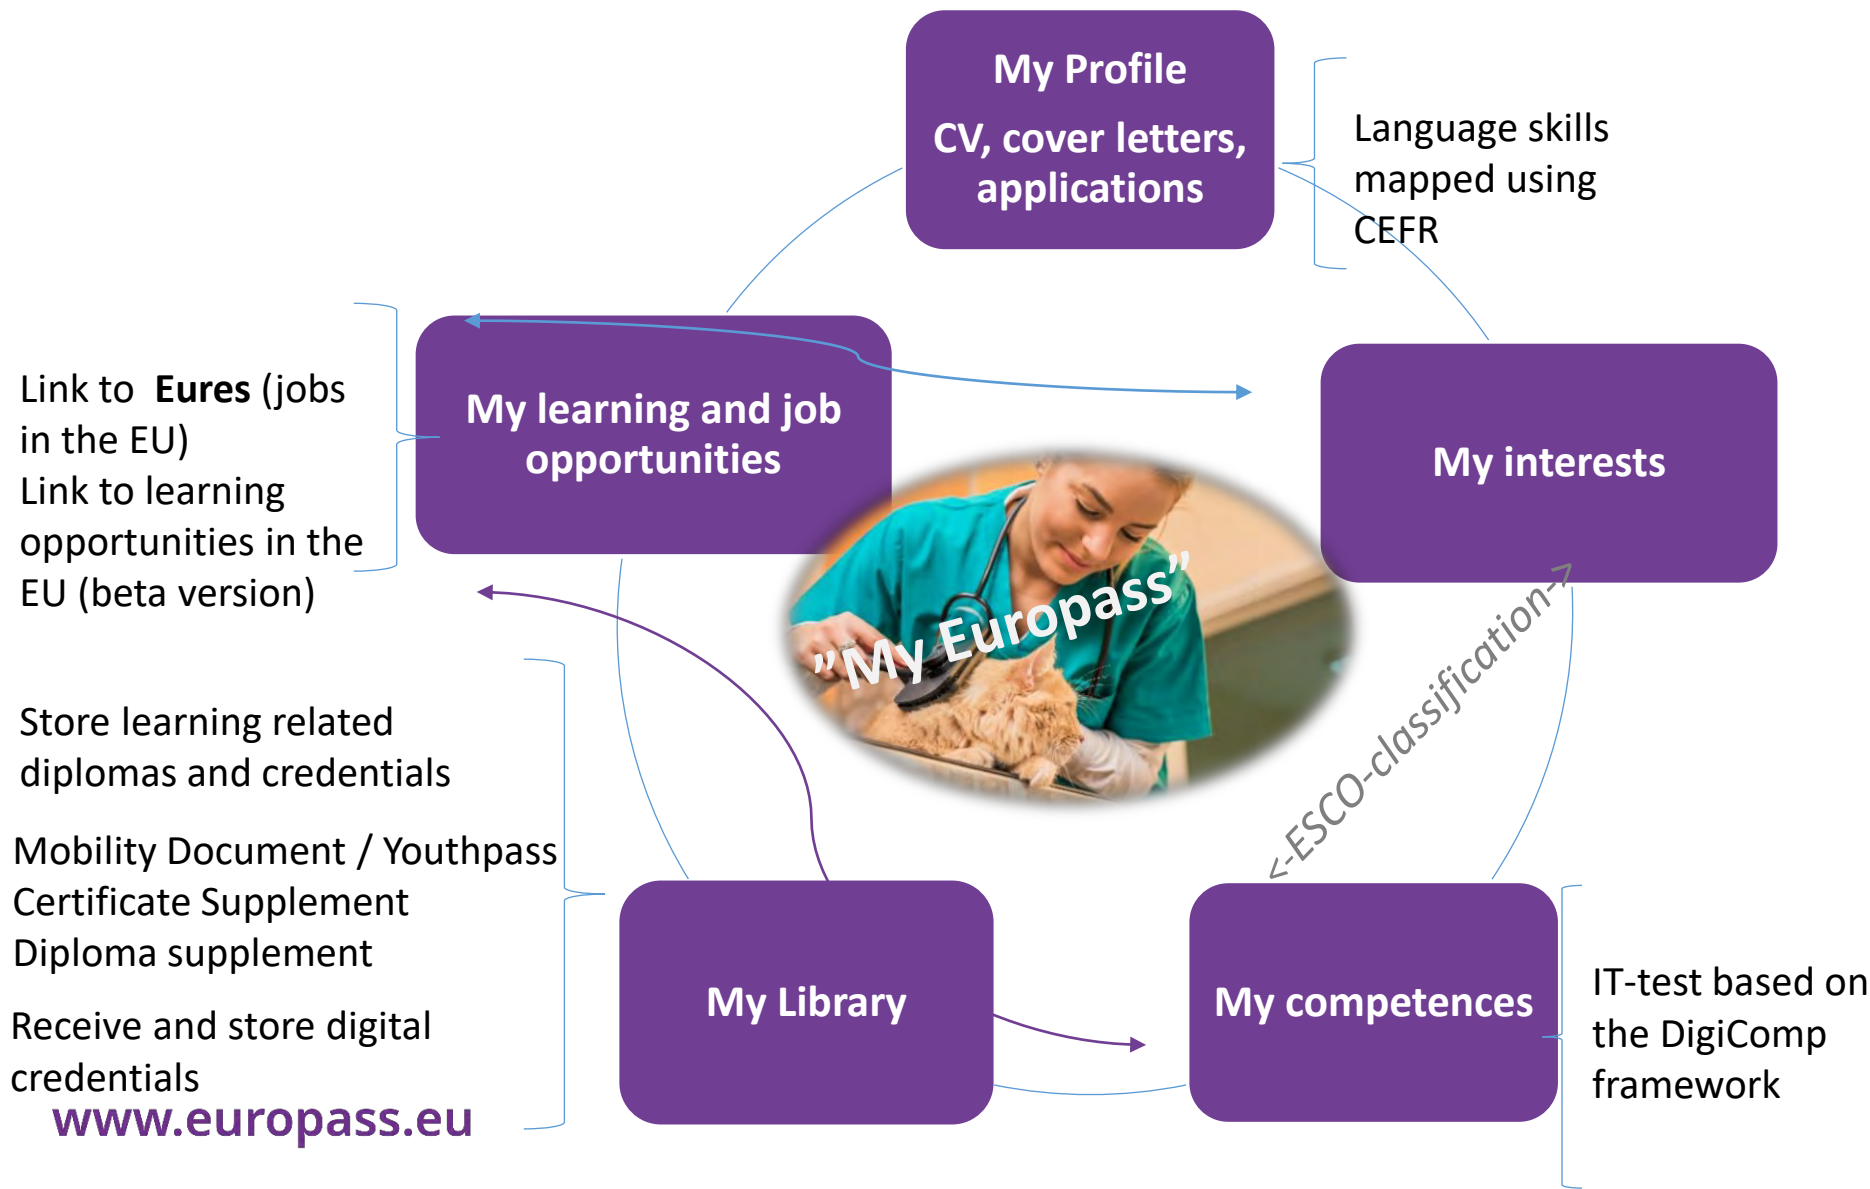 My Profile
CV, cover letters,
applications
Language skills
mapped using
CEFR
Link to  Eures (jobs
in the EU)
Link to learning
opportunities in the
EU (beta version)
My learning and job
opportunities
My interests
”My Europass”
<-ESCO-classification->
Store learning related
diplomas and credentials
Mobility Document / Youthpass
Certificate Supplement
Diploma supplement
Receive and store digital
credentials
www.europass.eu
My Library
My competences
IT-test based on
the DigiComp
framework